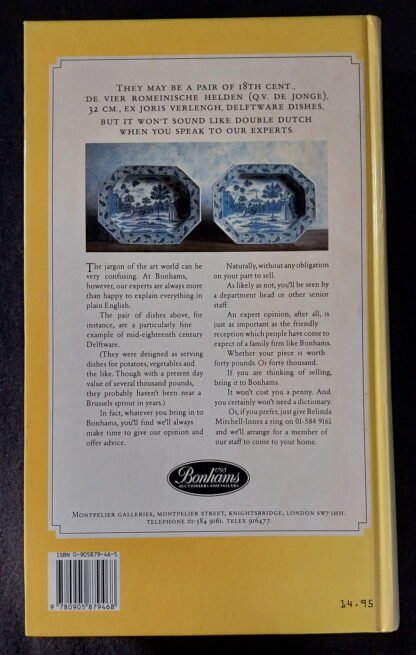 THEY MAY BE A PAIR OF 18TH CENT.,
DE VIER ROMEINISCHE HELDEN (Q.V. DE JONGE),
32 CM., EX JORIS VERLENGH, DELFTWARE DISHES,
BUT IT WON'T SOUND LIKE DOUBLE DUTCH
WHEN YOU SPEAK TO OUR EXPERTS.
The jargon of the art world can be
very confusing. At Bonhams,
however, our experts are always more
than happy to explain everything in
plain English.
The pair of dishes above, for
instance, are a particularly fine
example of mid-eighteenth century
Delftware.
(They were designed as serving
dishes for potatoes, vegetables and
the like. Though with a present day
value of several thousand pounds,
they probably haven't been near a
Brussels sprout in years.)
In fact, whatever you bring in to
Bonhams, you'll find we'll always
make time to give our opinion and
offer advice.
Naturally, without any obligation
on your part to sell.
As likely as not, you'll be seen by
a department head or other senior
staff.
An expert opinion, after all, is
just as important as the friendly
reception which people have come to
expect of a family firm like Bonhams.
Whether your piece is worth
forty pounds. Or forty thousand.
If you are thinking of selling,
bring it to Bonhams.
It won't cost you a penny. And
you certainly won't need a dictionary.
Or, if you prefer, just give Belinda
Mitchell-Innes a ring on 01-584 9161
and we'll arrange for a member of
our staff to come to your home.
1793
Bonhams
AUCTIONEERS AND VALUERS
MONTPELIER GALLERIES, MONTPELIER STREET, KNIGHTSBRIDGE, LONDON SW7 1HH.
TELEPHONE 01-584 9161. TELEX 916477.
ISBN 0-905879-46-5
9 780905 879468
14.95